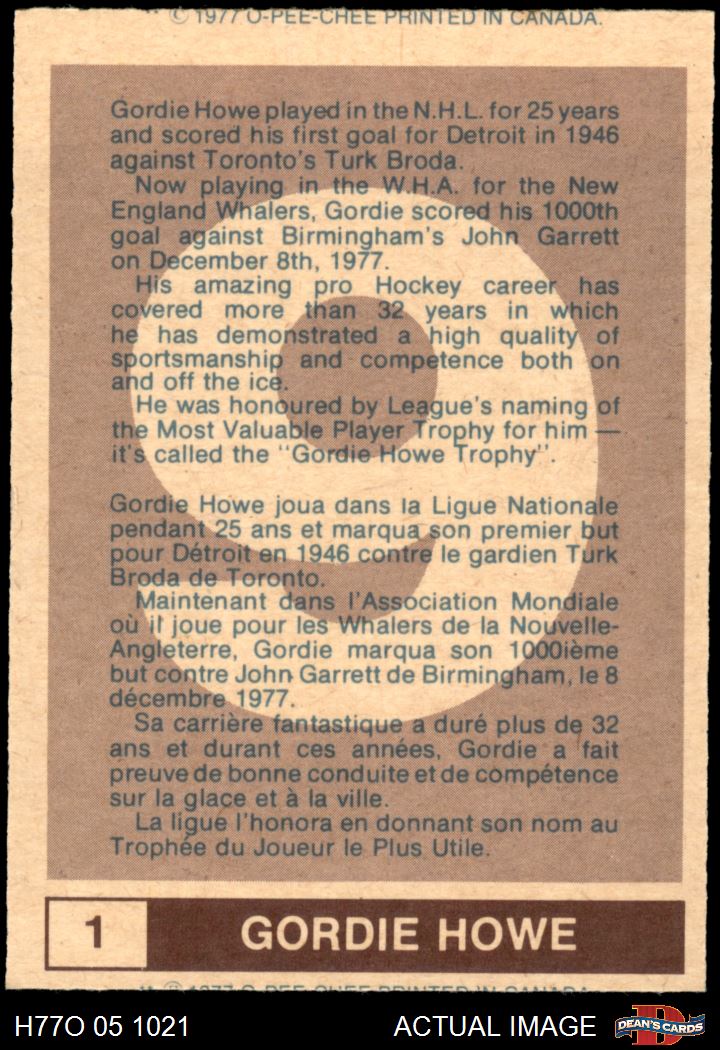 © 1977 O-PEE-CHEE PRINTED IN CANADA.
Gordie Howe played in the N.H.L. for 25 years
and scored his first goal for Detroit in 1946
against Toronto's Turk Broda.
Now playing in the W.H.A. for the New
England Whalers, Gordie scored his 1000th
goal against Birmingham's John Garrett
on December 8th, 1977.
His amazing pro Hockey career has
covered more than 32 years in which
he has demonstrated a high quality of
sportsmanship and competence both on
and off the ice.
He was honoured by League's naming of
the Most Valuable Player Trophy for him —
it's called the "Gordie Howe Trophy".
Gordie Howe joua dans la Ligue Nationale
pendant 25 ans et marqua son premier but
pour Détroit en 1946 contre le gardien Turk
Broda de Toronto.
Maintenant dans l'Association Mondiale
où il joue pour les Whalers de la Nouvelle-
Angleterre, Gordie marqua son 1000ième
but contre John Garrett de Birmingham, le 8
décembre 1977.
Sa carrière fantastique a duré plus de 32
ans et durant ces années, Gordie a fait
preuve de bonne conduite et de compétence
sur la glace et à la ville.
La ligue l'honora en donnant son nom au
Trophée du Joueur le Plus Utile.
9
1 GORDIE HOWE
** © 1977 O-PEE-CHEE PRINTED IN CANADA
H77O 05 1021 ACTUAL IMAGE D DEAN'S CARDS